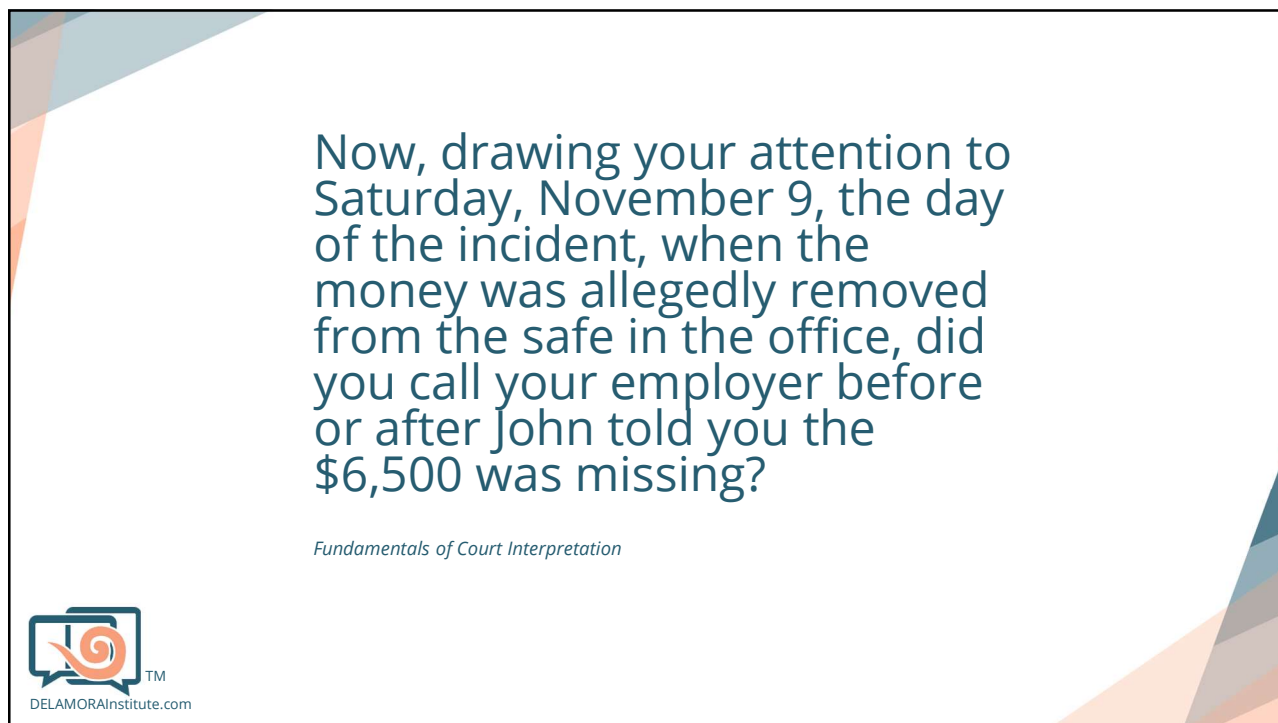 Now, drawing your attention to
Saturday, November 9, the day
of the incident, when the
money was allegedly removed
from the safe in the office, did
you call your employer before
or after John told you the
$6,500 was missing?
Fundamentals of Court Interpretation
TM
DELAMORAInstitute.com